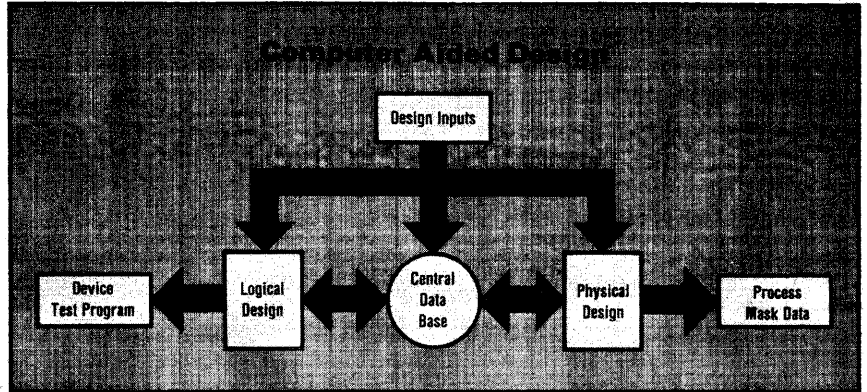 Computer Aided Design
Design Inputs
Device
Test Program
Logical
Design
Central
Data
Base
Physical
Design
Process
Mask Data